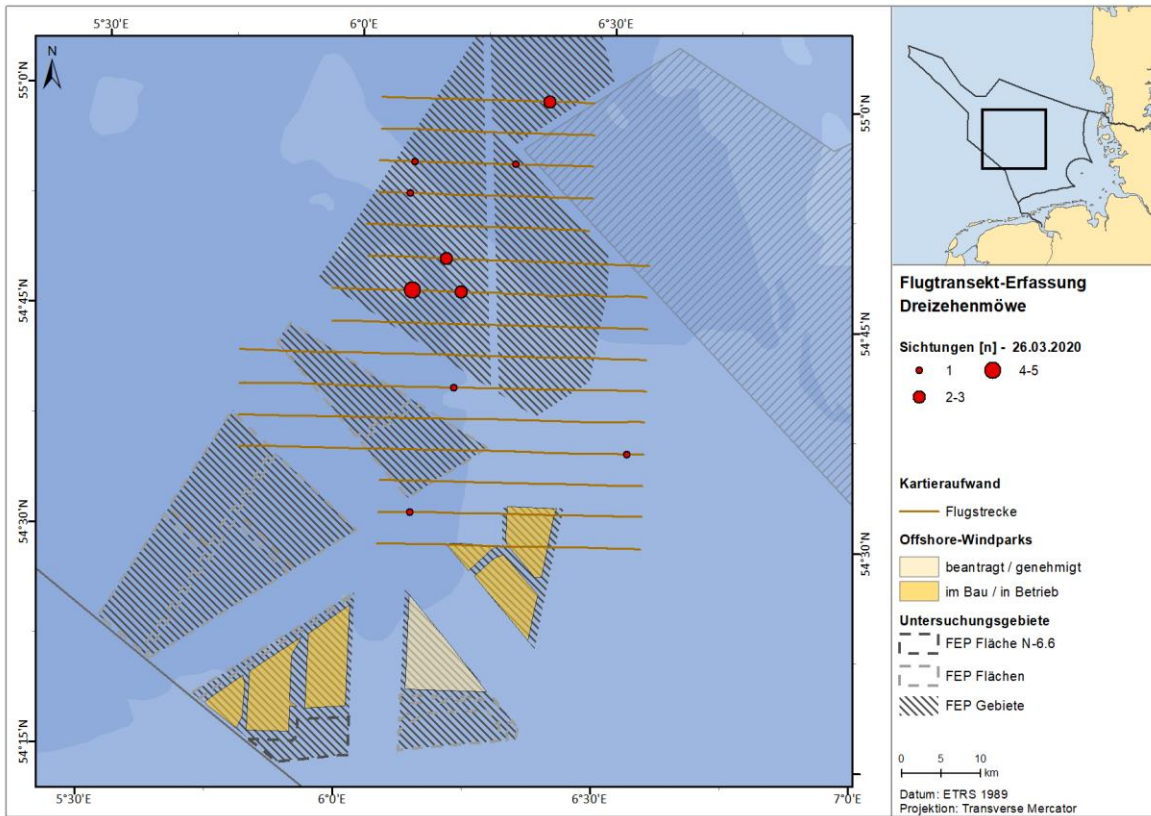 5°30'E
6°0'E
6°30'E
N
55°0'N
55°0'N
54°45'N
54°45'N
54°30'N
54°30'N
54°15'N
5°30'E
6°0'E
6°30'E
7°0'E
Flugtransekt-Erfassung
Dreizehenmöwe
Sichtungen [n] - 26.03.2020
1
4-5
2-3
Kartieraufwand
Flugstrecke
Offshore-Windparks
beantragt / genehmigt
im Bau / in Betrieb
Untersuchungsgebiete
FEP Fläche N-6.6
FEP Flächen
FEP Gebiete
0 5 10
km
Datum: ETRS 1989
Projektion: Transverse Mercator